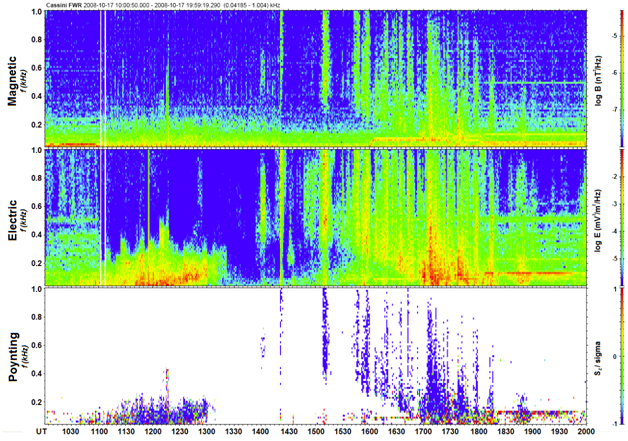 Cassini FWR 2008-10-17 10:00:50.000 - 2008-10-17 19:59:19.290 (0.04185 - 1.004) kHz
Magnetic
f (kHz)
1.0
0.8
0.6
0.4
0.2
-5
-6
-7
log B (nT²/Hz)
Electric
f (kHz)
1.0
0.8
0.6
0.4
0.2
-2
-3
-4
-5
log E (mV²/m²/Hz)
Poynting
f (kHz)
1.0
0.8
0.6
0.4
0.2
1
0
-1
/ sigma
UT 1030 1100 1130 1200 1230 1300 1330 1400 1430 1500 1530 1600 1630 1700 1730 1800 1830 1900 1930 2000